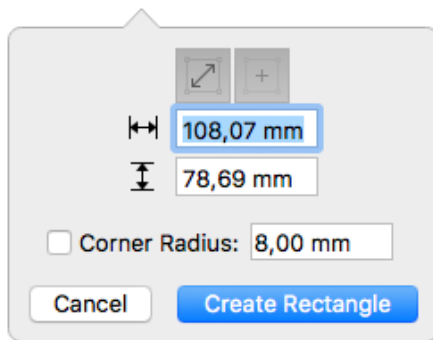 108,07 mm
78,69 mm
Corner Radius: 8,00 mm
Cancel Create Rectangle